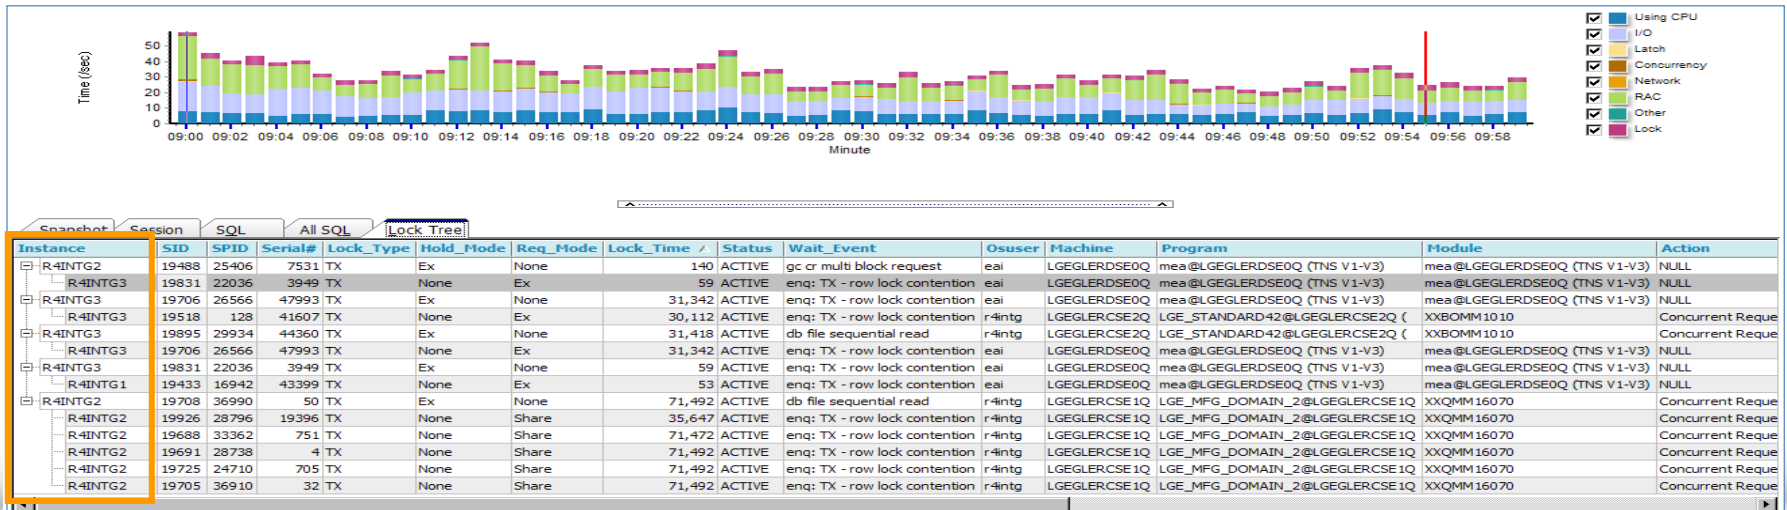 Using CPU
I/O
Latch
Concurrency
Network
RAC
Other
Lock
Time (/sec)
50
40
30
20
10
0
09:00 09:02 09:04 09:06 09:08 09:10 09:12 09:14 09:16 09:18 09:20 09:22 09:24 09:26 09:28 09:30 09:32 09:34 09:36 09:38 09:40 09:42 09:44 09:46 09:48 09:50 09:52 09:54 09:56 09:58
Minute
Snapshot Session SQL All SQL Lock Tree
Instance SID SPID Serial# Lock_Type Hold_Mode Req_Mode Lock_Time Status Wait_Event Osuser Machine Program Module Action
R4INTG2 19488 25406 7531 TX Ex None 140 ACTIVE gc cr multi block request eai LGEGLERDSE0Q mea@LGEGLERDSE0Q (TNS V1-V3) mea@LGEGLERDSE0Q (TNS V1-V3) NULL
R4INTG3 19831 22036 3949 TX None Ex 59 ACTIVE enq: TX - row lock contention eai LGEGLERDSE0Q mea@LGEGLERDSE0Q (TNS V1-V3) mea@LGEGLERDSE0Q (TNS V1-V3) NULL
R4INTG3 19706 26566 47993 TX Ex None 31,342 ACTIVE enq: TX - row lock contention eai LGEGLERDSE0Q mea@LGEGLERDSE0Q (TNS V1-V3) mea@LGEGLERDSE0Q (TNS V1-V3) NULL
R4INTG3 19518 128 41607 TX None Ex 30,112 ACTIVE enq: TX - row lock contention r4intg LGEGLERCSE2Q LGE_STANDARD42@LGEGLERCSE2Q ( XXBOMM1010 Concurrent Reque
R4INTG3 19895 29934 44360 TX Ex None 31,418 ACTIVE db file sequential read r4intg LGEGLERCSE2Q LGE_STANDARD42@LGEGLERCSE2Q ( XXBOMM1010 Concurrent Reque
R4INTG3 19706 26566 47993 TX None Ex 31,342 ACTIVE enq: TX - row lock contention eai LGEGLERDSE0Q mea@LGEGLERDSE0Q (TNS V1-V3) mea@LGEGLERDSE0Q (TNS V1-V3) NULL
R4INTG3 19831 22036 3949 TX Ex None 59 ACTIVE enq: TX - row lock contention eai LGEGLERDSE0Q mea@LGEGLERDSE0Q (TNS V1-V3) mea@LGEGLERDSE0Q (TNS V1-V3) NULL
R4INTG1 19433 16942 43399 TX None Ex 53 ACTIVE enq: TX - row lock contention eai LGEGLERDSE0Q mea@LGEGLERDSE0Q (TNS V1-V3) mea@LGEGLERDSE0Q (TNS V1-V3) NULL
R4INTG2 19708 36990 50 TX Ex None 71,492 ACTIVE db file sequential read r4intg LGEGLERCSE1Q LGE_MFG_DOMAIN_2@LGEGLERCSE1Q XXQMM16070 Concurrent Reque
R4INTG2 19926 28796 19396 TX None Share 35,647 ACTIVE enq: TX - row lock contention r4intg LGEGLERCSE1Q LGE_MFG_DOMAIN_2@LGEGLERCSE1Q XXQMM16070 Concurrent Reque
R4INTG2 19688 33362 751 TX None Share 71,472 ACTIVE enq: TX - row lock contention r4intg LGEGLERCSE1Q LGE_MFG_DOMAIN_2@LGEGLERCSE1Q XXQMM16070 Concurrent Reque
R4INTG2 19691 28738 4 TX None Share 71,492 ACTIVE enq: TX - row lock contention r4intg LGEGLERCSE1Q LGE_MFG_DOMAIN_2@LGEGLERCSE1Q XXQMM16070 Concurrent Reque
R4INTG2 19725 24710 705 TX None Share 71,492 ACTIVE enq: TX - row lock contention r4intg LGEGLERCSE1Q LGE_MFG_DOMAIN_2@LGEGLERCSE1Q XXQMM16070 Concurrent Reque
R4INTG2 19705 36910 32 TX None Share 71,492 ACTIVE enq: TX - row lock contention r4intg LGEGLERCSE1Q LGE_MFG_DOMAIN_2@LGEGLERCSE1Q XXQMM16070 Concurrent Reque